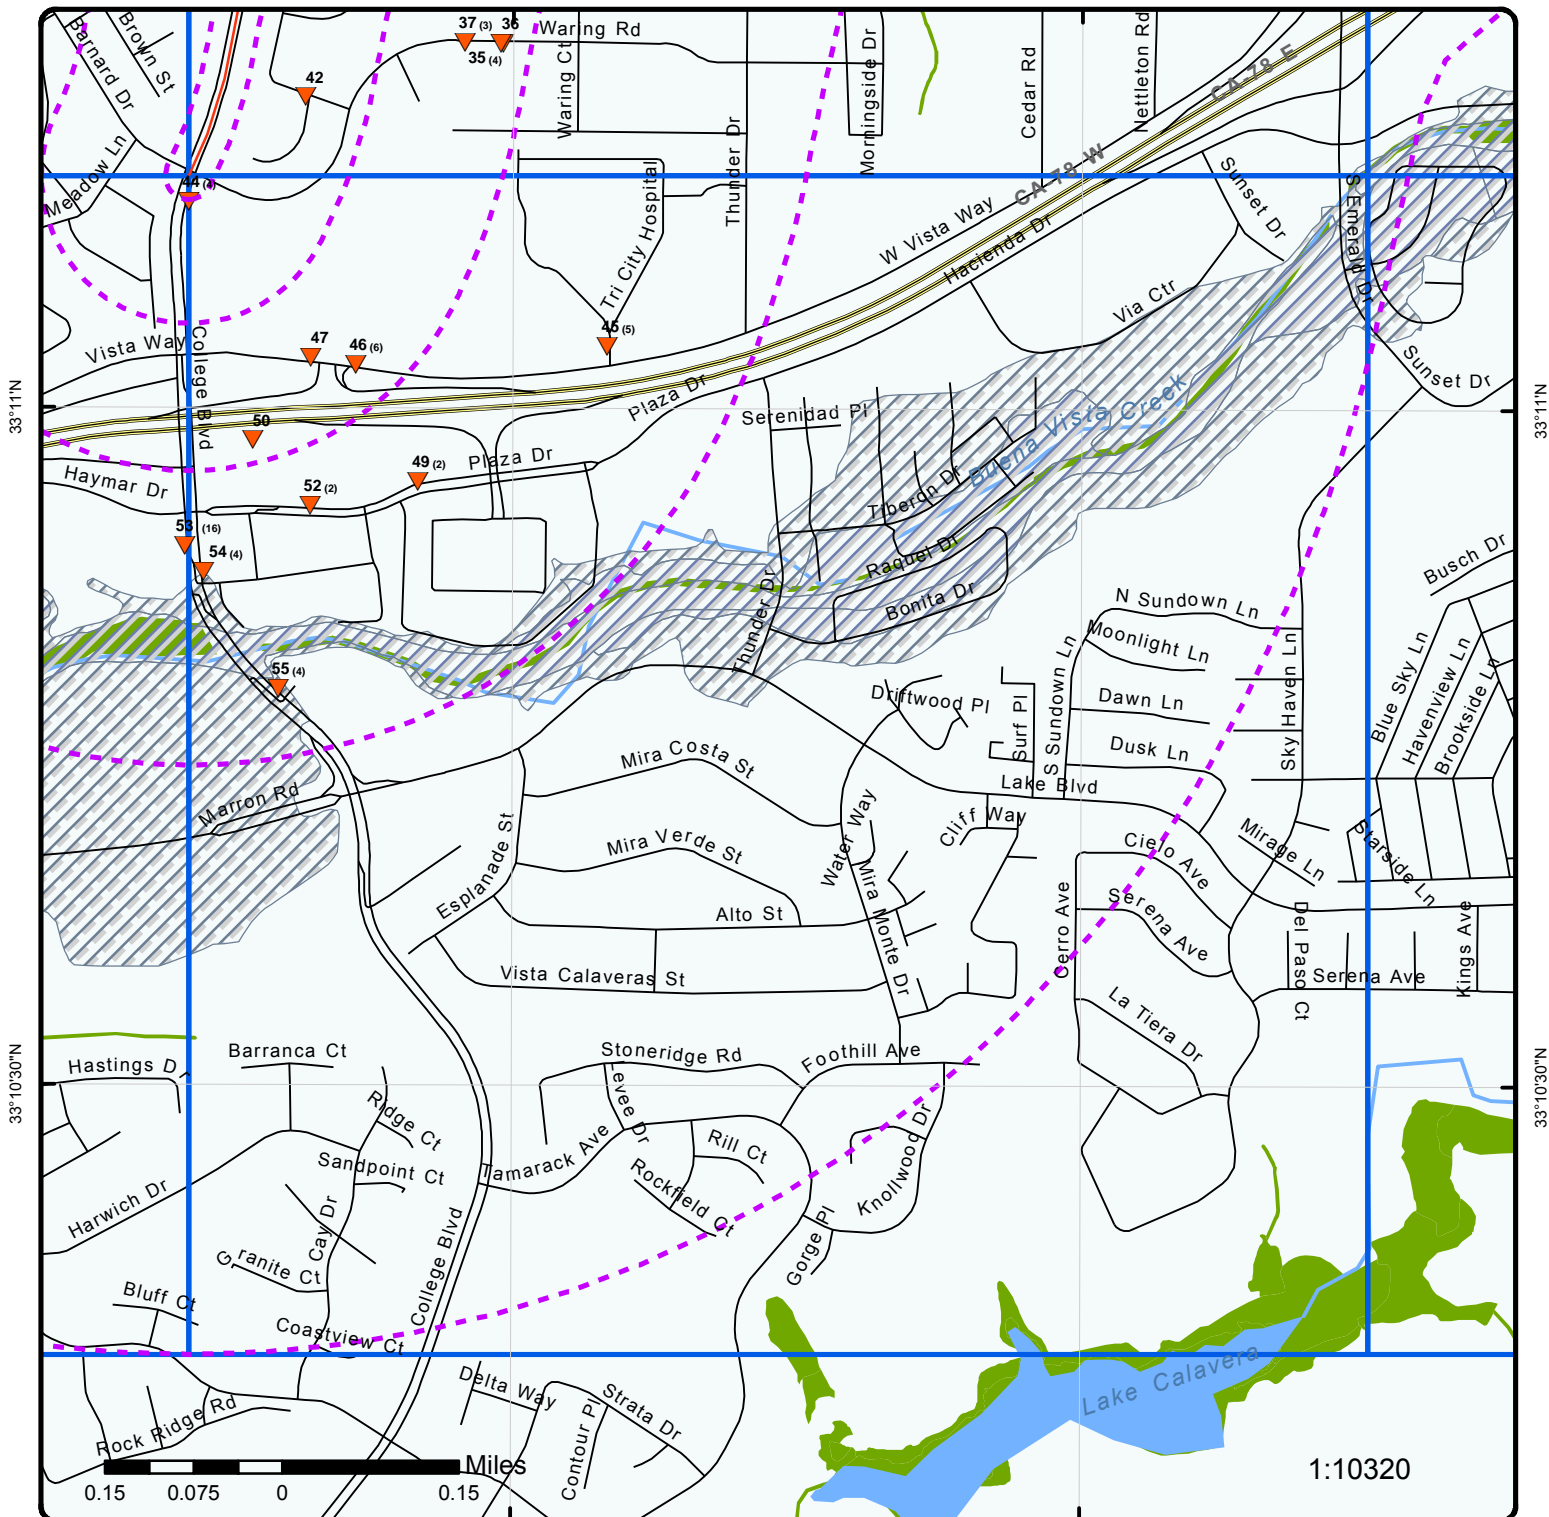 37 (3)
36
35 (4)
Waring Rd
Barnard Dr
Brown St
42
Waring Ct
Morningside Dr
Cedar Rd
Nettleton Rd
CA-78 E
Meadow Ln
44 (4)
Thunder Dr
CA-78 W
Sunset Dr
S Emerald Dr
Tri City Hospital
W Vista Way
Hacienda Dr
Via Ctr
45 (5)
Vista Way
47
46 (6)
College Blvd
Sunset Dr
Plaza Dr
33°11'N
33°11'N
50
Serenidad Pl
Buena Vista Creek
Haymar Dr
49 (2)
Plaza Dr
52 (2)
Tiberon Dr
53 (16)
54 (4)
Raquel Dr
Bonita Dr
Thunder Dr
Busch Dr
N Sundown Ln
Moonlight Ln
55 (4)
Driftwood Pl
Surf Pl
S Sundown Ln
Dawn Ln
Sky Haven Ln
Blue Sky Ln
Havenview Ln
Brookside Ln
Mira Costa St
Dusk Ln
Lake Blvd
Marron Rd
Water Way
Cliff Way
Mira Verde St
Esplanade St
Cielo Ave
Mirage Ln
Starside Ln
Mira Monte Dr
Alto St
Cerro Ave
Serena Ave
Del Paso Ct
Kings Ave
Vista Calaveras St
Serena Ave
La Tiera Dr
Hastings Dr
Barranca Ct
Stoneridge Rd
Foothill Ave
33°10'30"N
33°10'30"N
Ridge Ct
Levee Dr
Rill Ct
Knollwood Dr
Sandpoint Ct
Tamarack Ave
Rockfield Ct
Harwich Dr
Cay Dr
Granite Ct
College Blvd
Gorge Pl
Bluff Ct
Coastview Ct
Delta Way
Contour Pl
Strata Dr
Lake Calavera
Rock Ridge Rd
Miles
0.15 0.075 0 0.15
1:10320